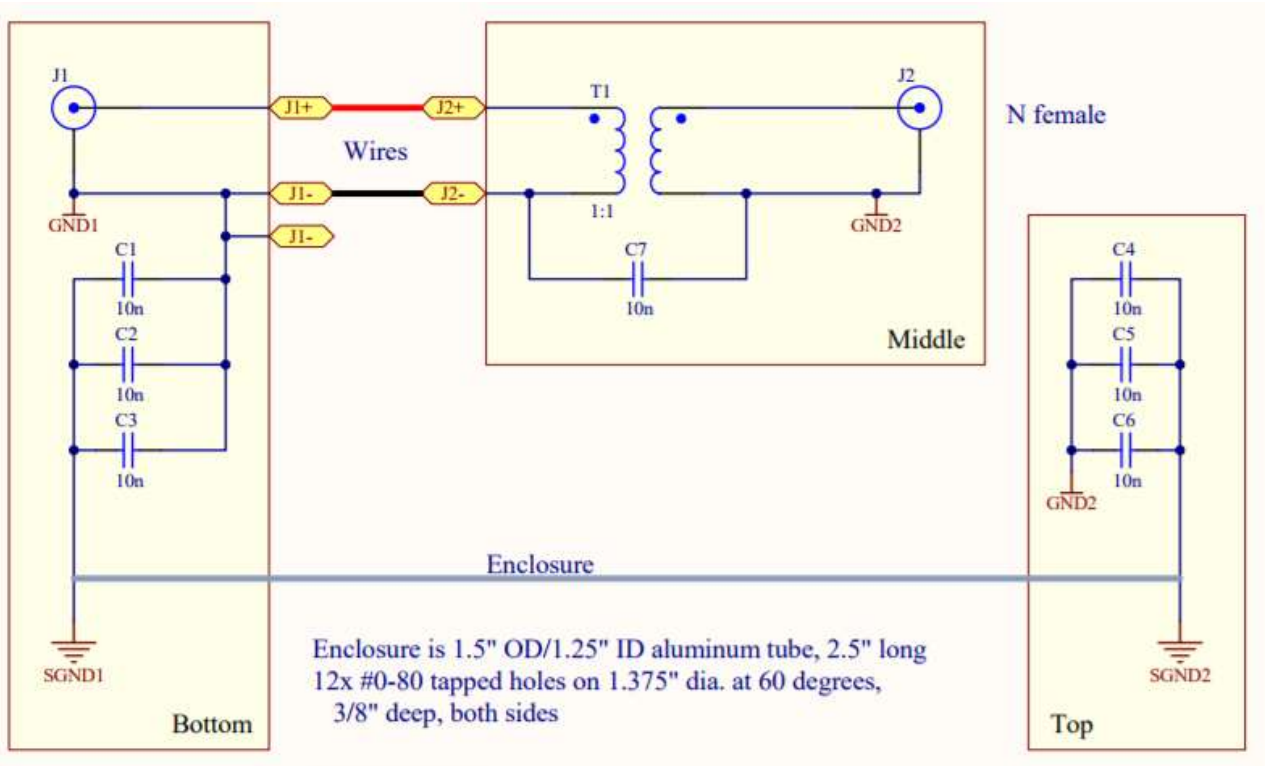 J1
J1+
J2+
T1
J2
N female
Wires
J1-
J2-
1:1
GND1
GND2
J1-
C1
C7
C4
10n
10n
10n
C2
Middle
C5
10n
10n
C3
C6
10n
10n
GND2
Enclosure
Enclosure is 1.5" OD/1.25" ID aluminum tube, 2.5" long
12x #0-80 tapped holes on 1.375" dia. at 60 degrees,
3/8" deep, both sides
SGND1
SGND2
Bottom
Top